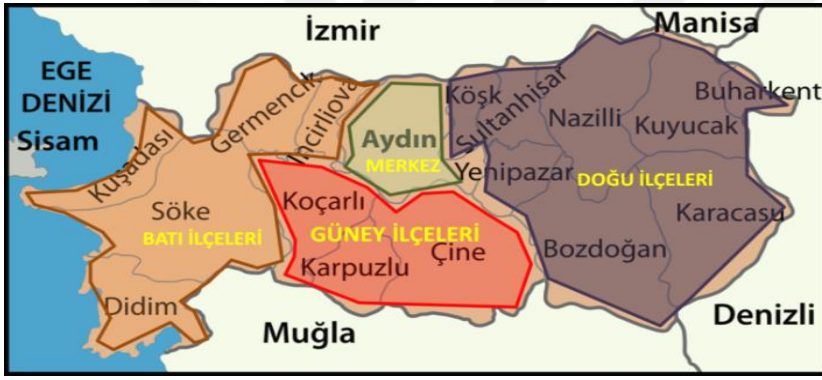 İzmir
Manisa
EGE
DENİZİ
Sisam
Kuşadası
Germencik
İncirliova
Aydın
MERKEZ
Köşk
Sultanhisar
Nazilli
Buharkent
Kuyucak
Yenipazar
DOĞU İLÇELERİ
Söke
BATI İLÇELERİ
Koçarlı
GÜNEY İLÇELERİ
Karpuzlu
Çine
Karacasu
Bozdoğan
Didim
Muğla
Denizli